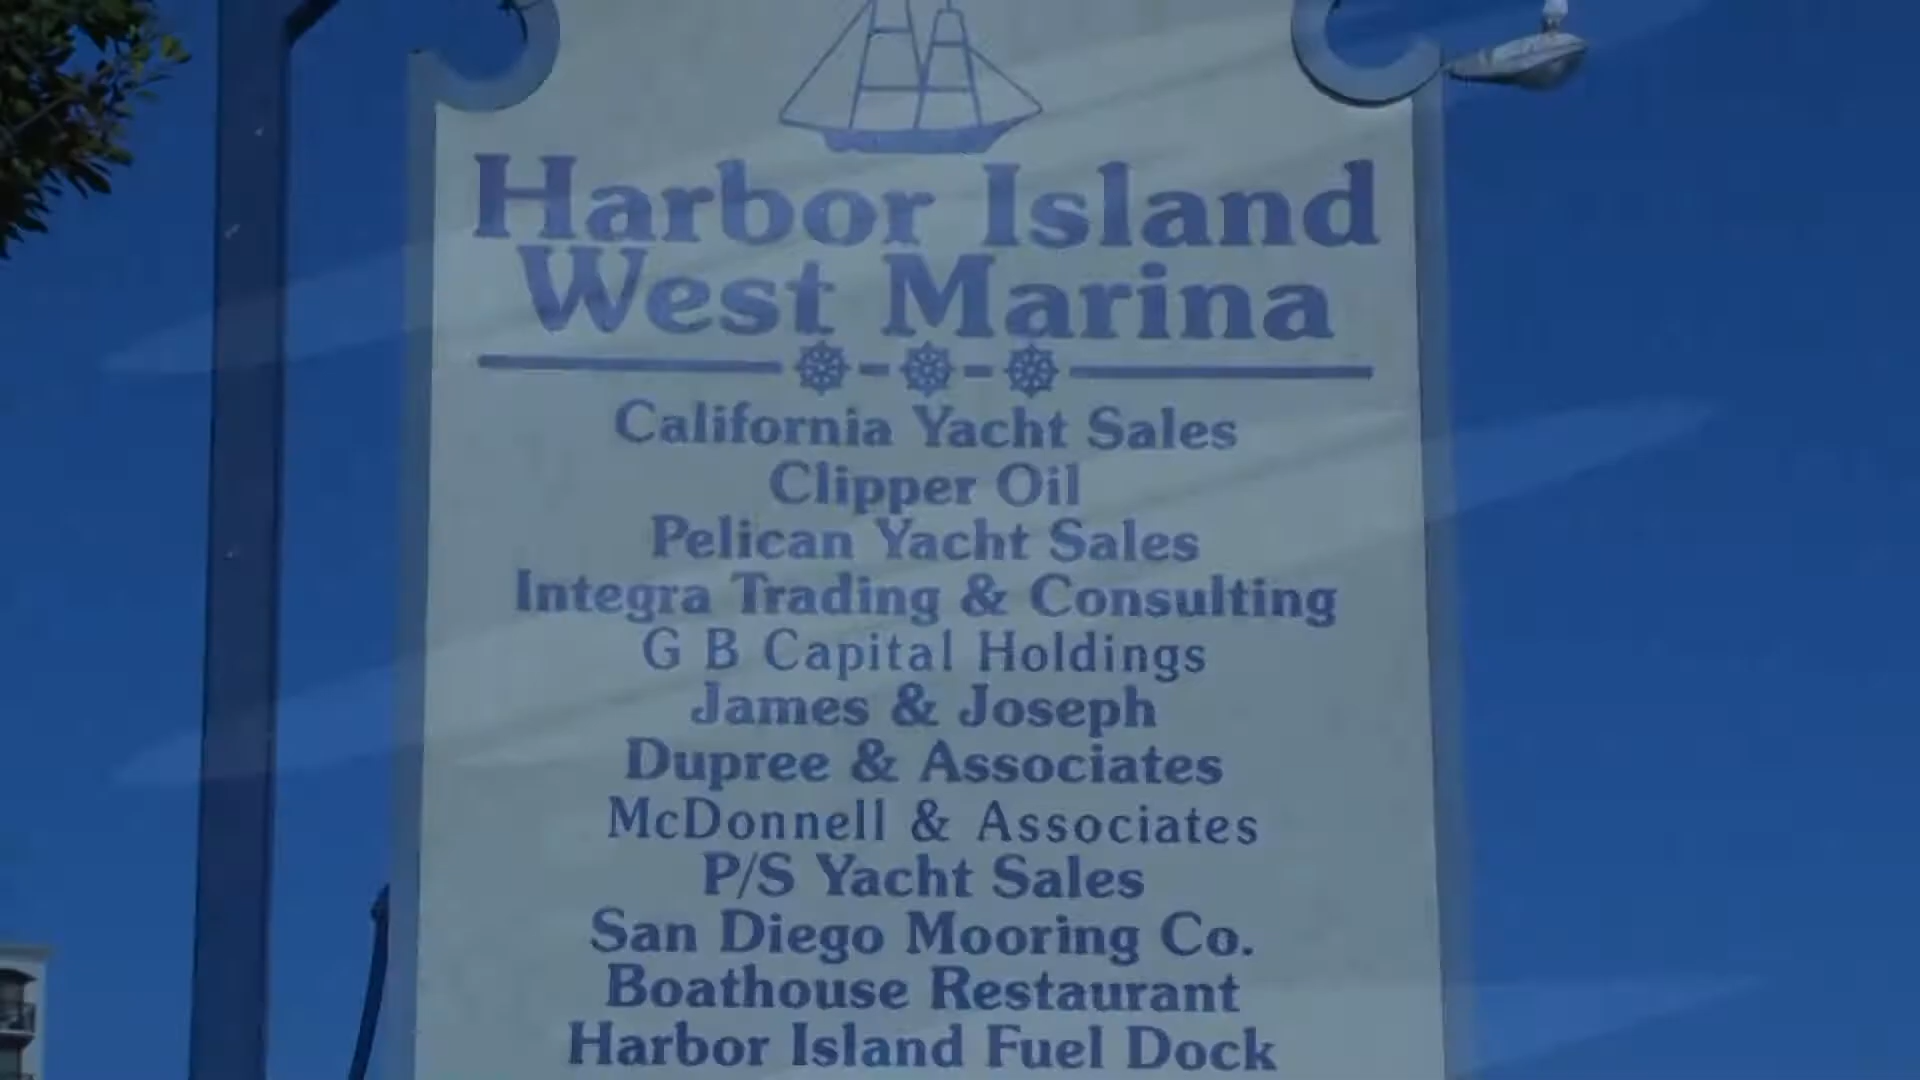 Harbor Island
West Marina
California Yacht Sales
Clipper Oil
Pelican Yacht Sales
Integra Trading & Consulting
G B Capital Holdings
James & Joseph
Dupree & Associates
McDonnell & Associates
P/S Yacht Sales
San Diego Mooring Co.
Boathouse Restaurant
Harbor Island Fuel Dock